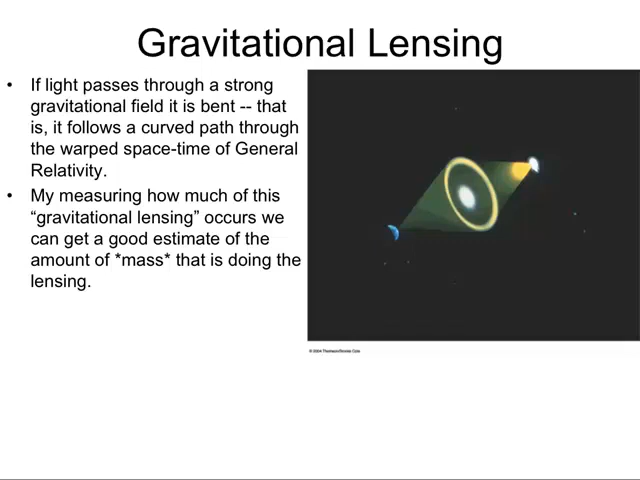 Gravitational Lensing
• If light passes through a strong
gravitational field it is bent -- that
is, it follows a curved path through
the warped space-time of General
Relativity.
• My measuring how much of this
“gravitational lensing” occurs we
can get a good estimate of the
amount of *mass* that is doing the
lensing.